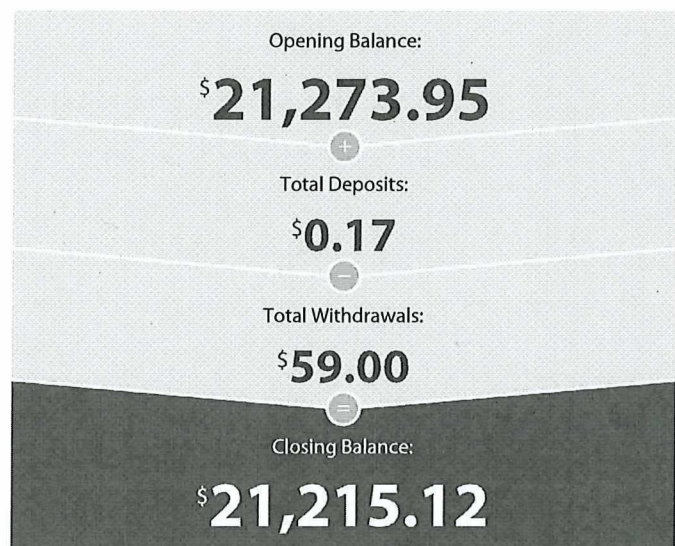 Opening Balance:
$21,273.95
+
Total Deposits:
$0.17
−
Total Withdrawals:
$59.00
=
Closing Balance:
$21,215.12